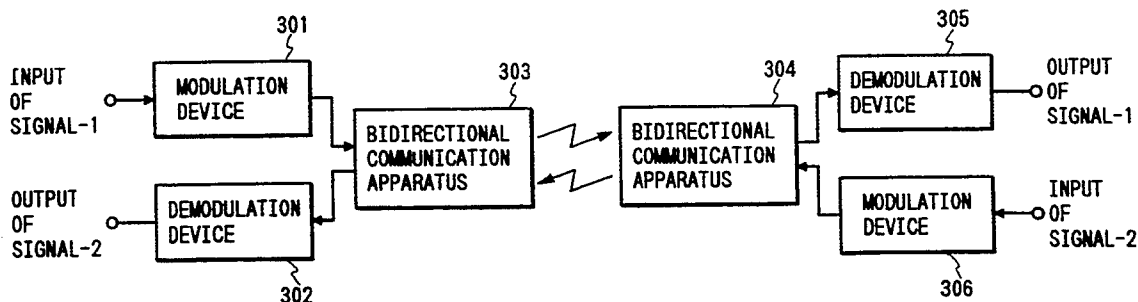 301
INPUT
OF
SIGNAL-1
MODULATION
DEVICE
303
BIDIRECTIONAL
COMMUNICATION
APPARATUS
OUTPUT
OF
SIGNAL-2
DEMODULATION
DEVICE
302
304
BIDIRECTIONAL
COMMUNICATION
APPARATUS
305
DEMODULATION
DEVICE
OUTPUT
OF
SIGNAL-1
MODULATION
DEVICE
306
INPUT
OF
SIGNAL-2